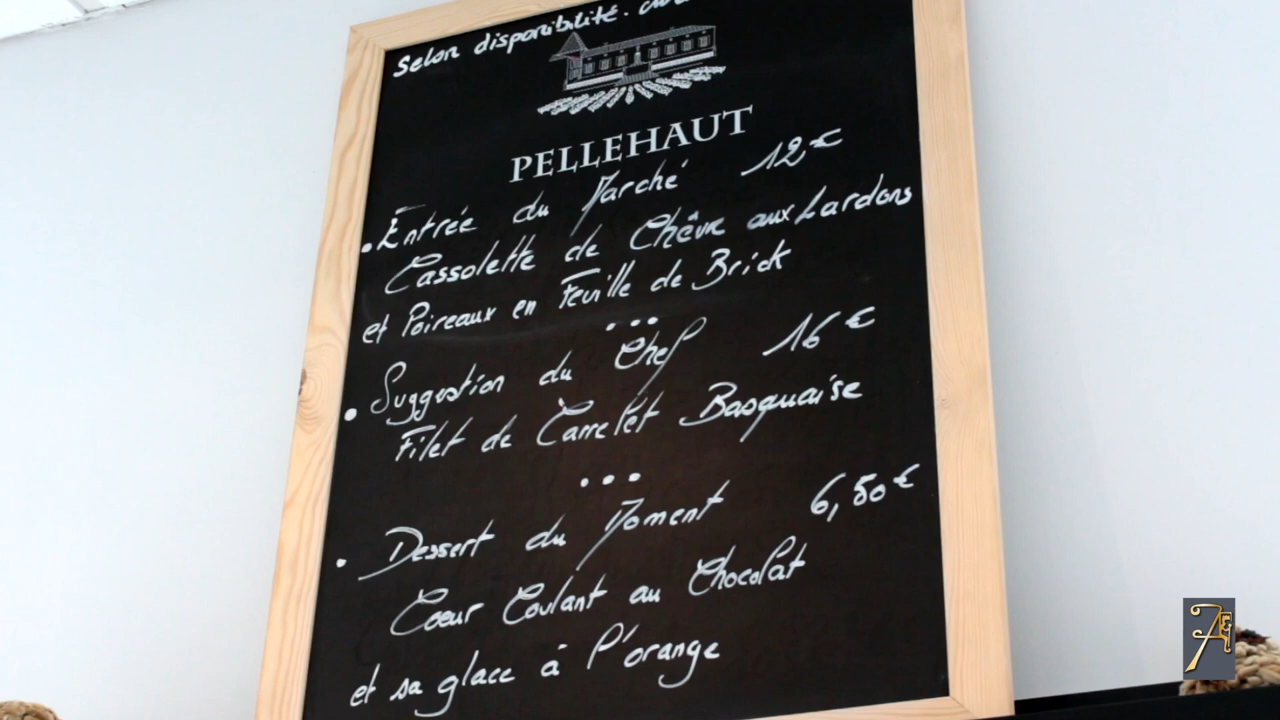 Selon disponibilité.
PELLEHAUT
• Entrée du Marché 12€
Cassolette de Chèvre aux Lardons
et Poireaux en Feuille de Brick
...
• Suggestion du Chef 16€
Filet de Carrelet Basquaise
...
• Dessert du Moment 6,50€
Cœur Coulant au Chocolat
et sa glace à l'orange